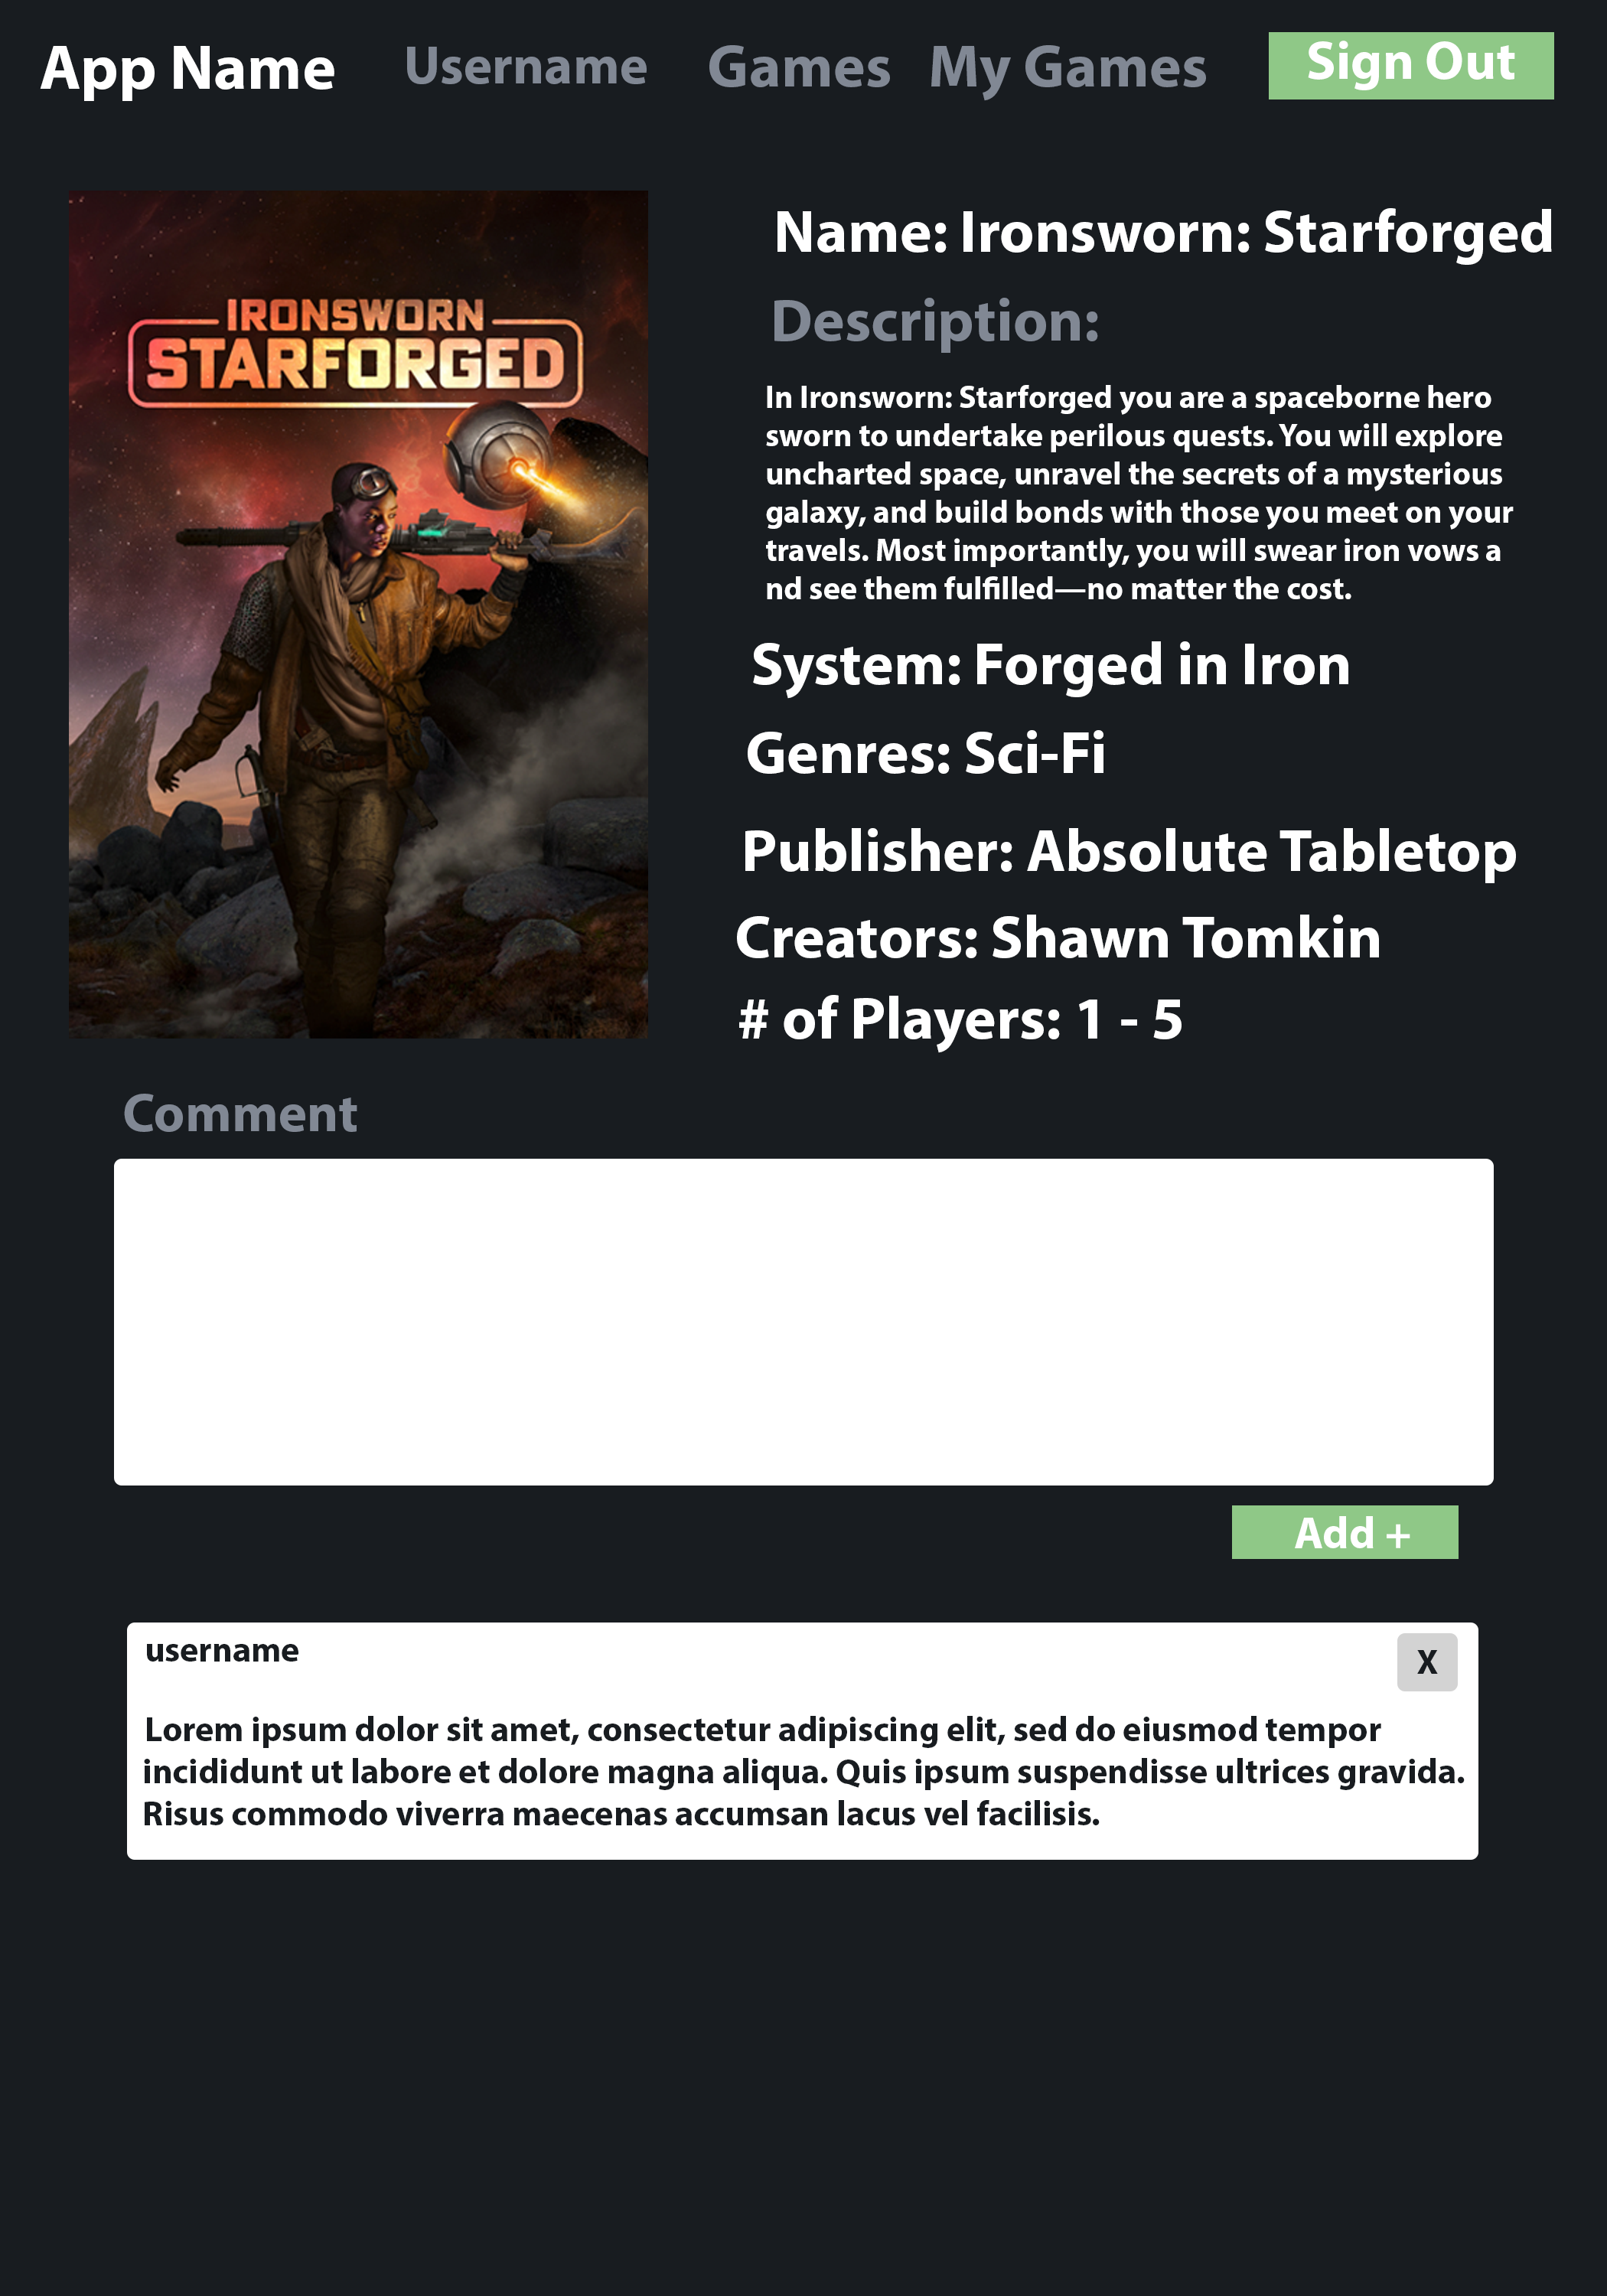 App Name Username Games My Games Sign Out
IRONSWORN
STARFORGED
Name: Ironsworn: Starforged
Description:
In Ironsworn: Starforged you are a spaceborne hero
sworn to undertake perilous quests. You will explore
uncharted space, unravel the secrets of a mysterious
galaxy, and build bonds with those you meet on your
travels. Most importantly, you will swear iron vows a
nd see them fulfilled—no matter the cost.
System: Forged in Iron
Genres: Sci-Fi
Publisher: Absolute Tabletop
Creators: Shawn Tomkin
# of Players: 1 - 5
Comment
Add +
username
X
Lorem ipsum dolor sit amet, consectetur adipiscing elit, sed do eiusmod tempor
incididunt ut labore et dolore magna aliqua. Quis ipsum suspendisse ultrices gravida.
Risus commodo viverra maecenas accumsan lacus vel facilisis.